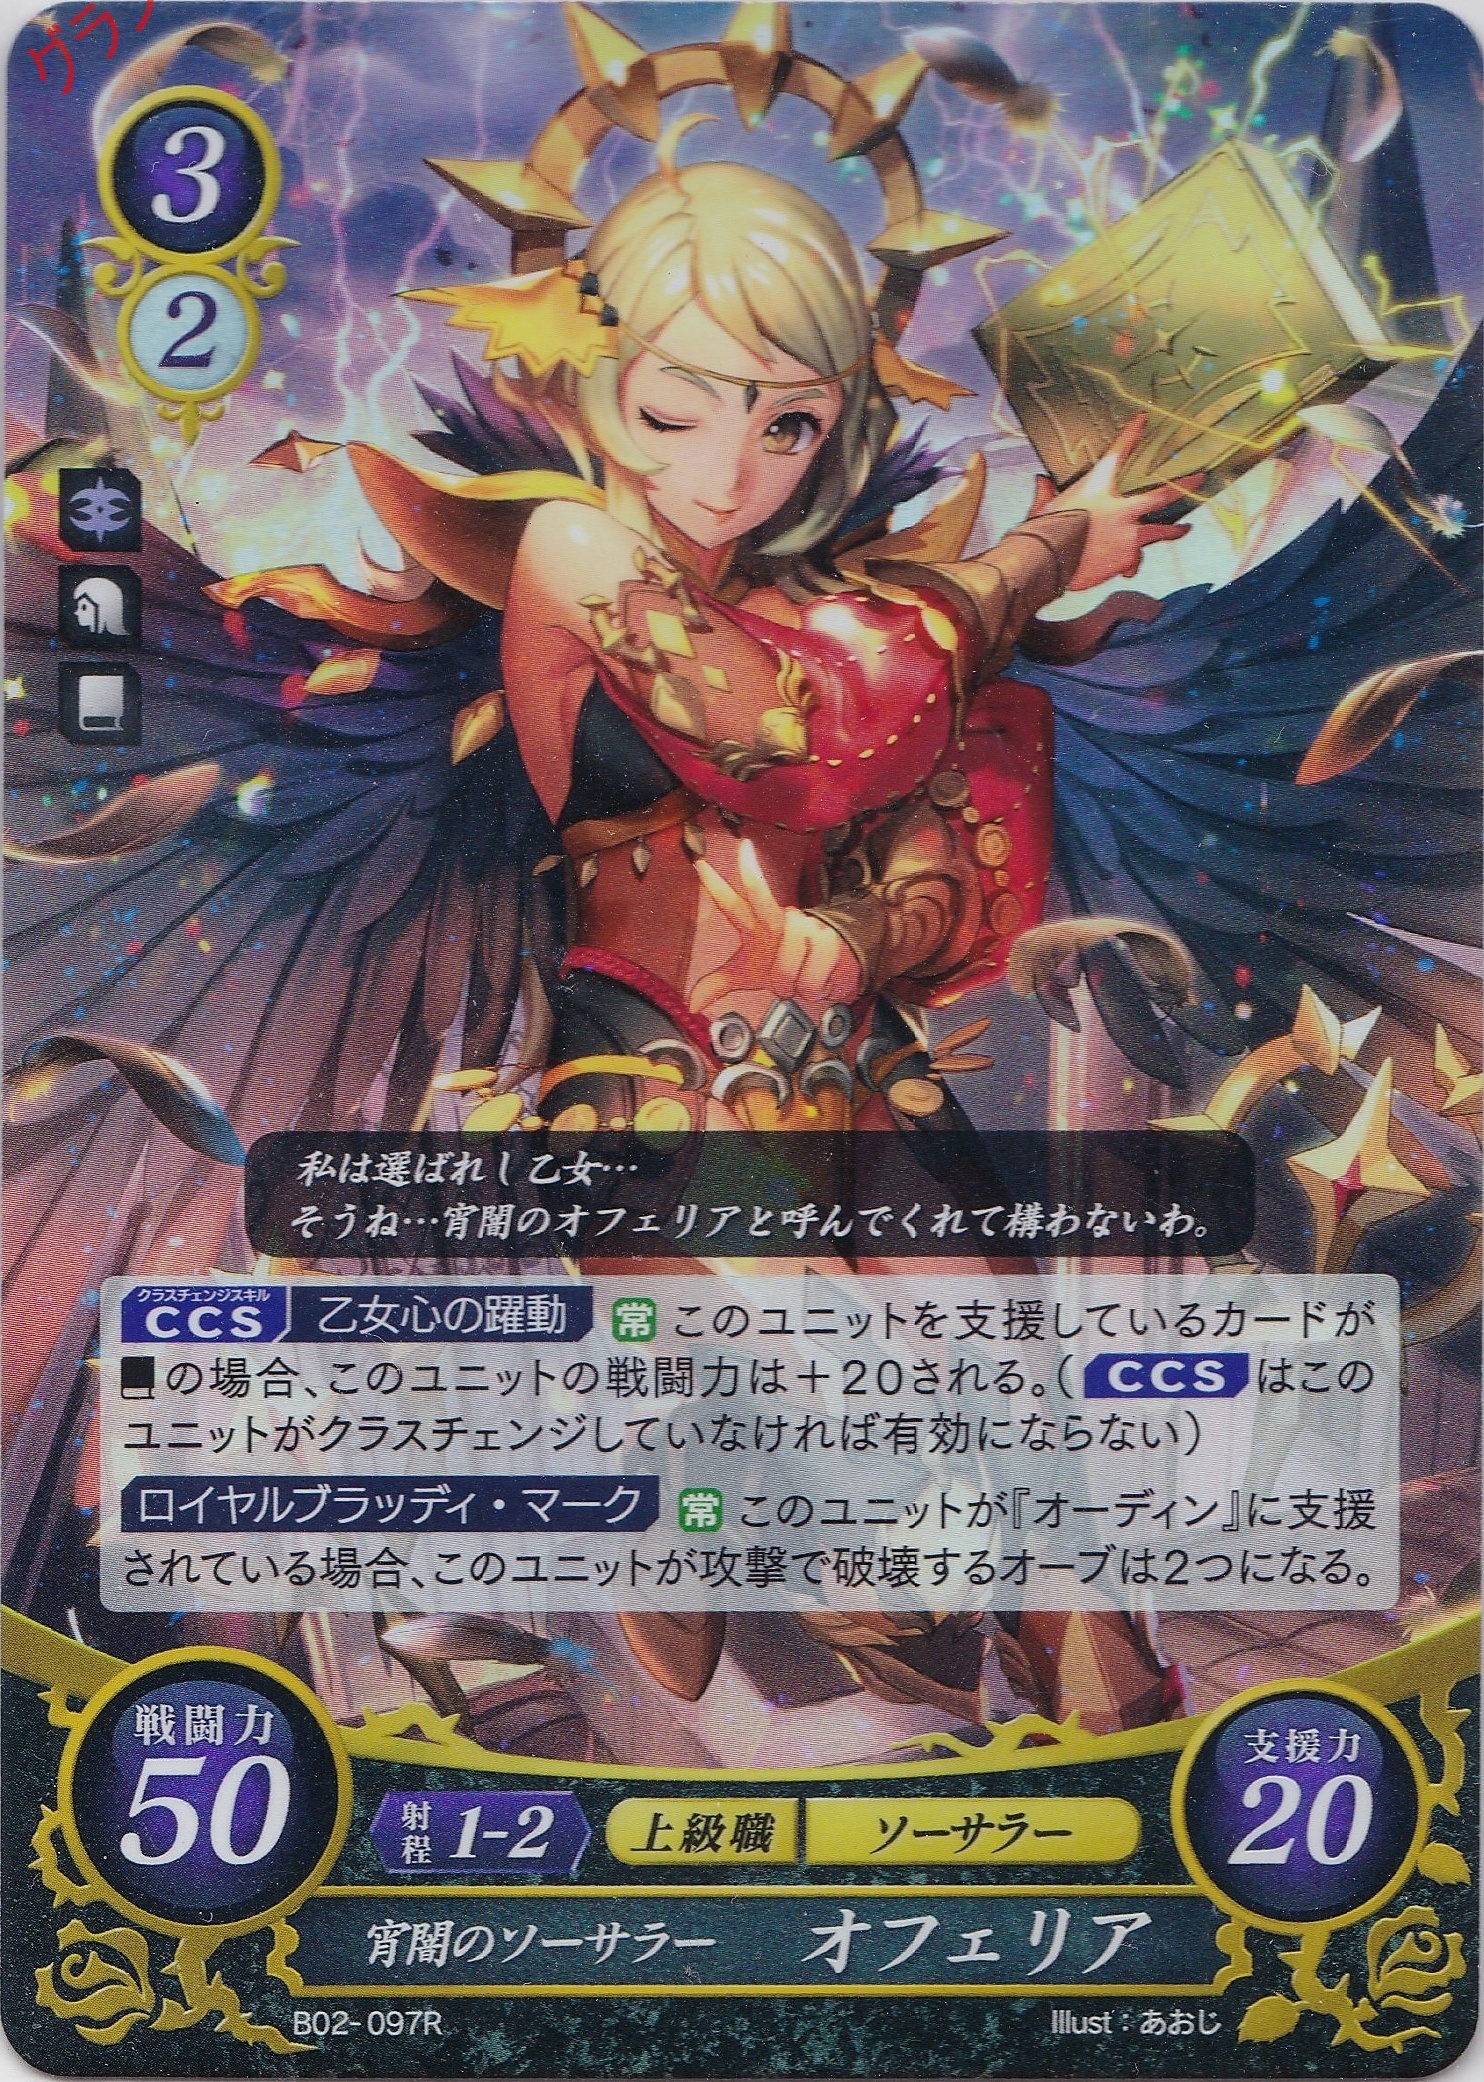 3
2
私は選ばれし乙女…
そうね…宵闇のオフェリアと呼んでくれて構わないわ。
クラスチェンジスキル
CCS 乙女心の躍動 常 このユニットを支援しているカードが
の場合、このユニットの戦闘力は＋20される。（ CCS はこの
ユニットがクラスチェンジしていなければ有効にならない）
ロイヤルブラッディ・マーク 常 このユニットが『オーディン』に支援
されている場合、このユニットが攻撃で破壊するオーブは2つになる。
戦闘力
50
射程 1-2 上級職 ソーサラー
支援力
20
宵闇のソーサラー オフェリア
B02-097R Illust：あおじ